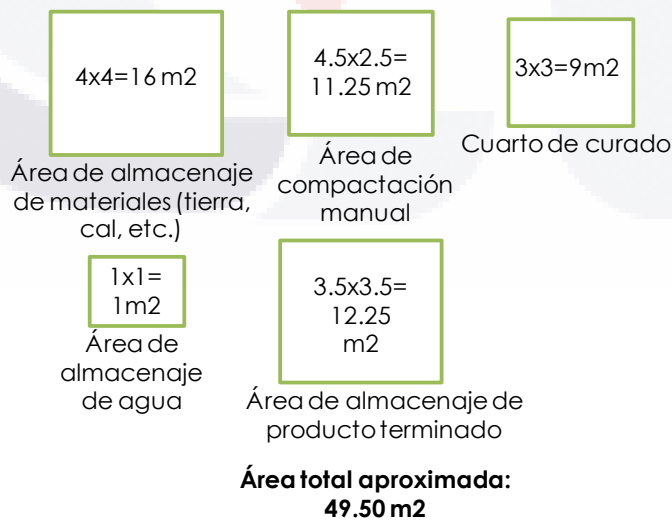 4x4=16 m2
Área de almacenaje
de materiales (tierra,
cal, etc.)
4.5x2.5=
11.25 m2
Área de
compactación
manual
3x3=9m2
Cuarto de curado
1x1=
1m2
Área de
almacenaje
de agua
3.5x3.5=
12.25
m2
Área de almacenaje de
producto terminado
Área total aproximada:
49.50 m2